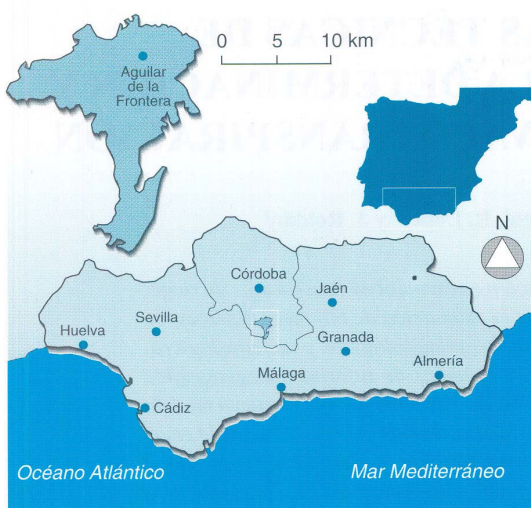 0 5 10 km
Aguilar
de la
Frontera
N
Córdoba
Jaén
Sevilla
Huelva
Granada
Almería
Málaga
Cádiz
Océano Atlántico
Mar Mediterráneo